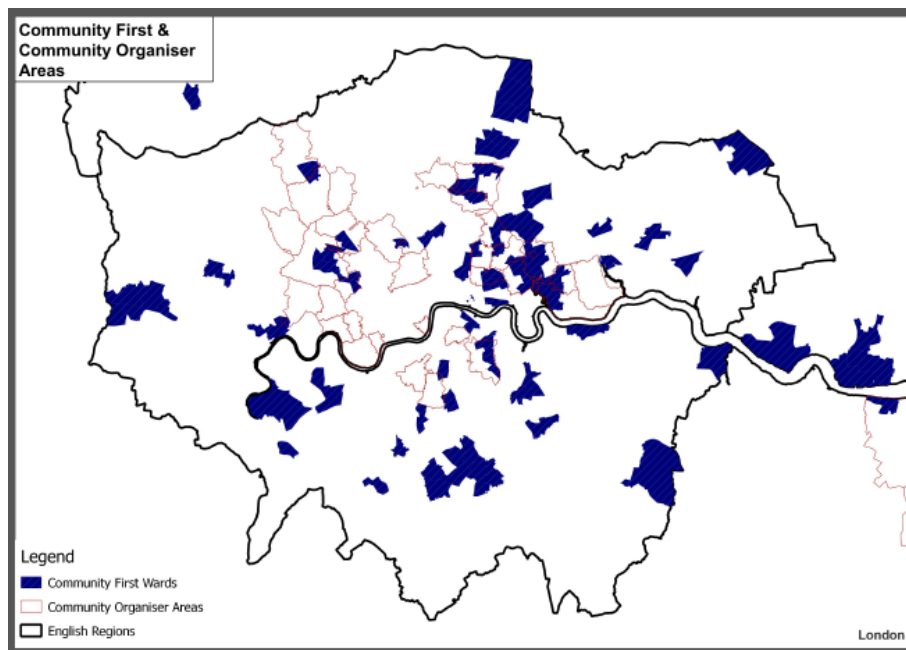 Community First &
Community Organiser
Areas
Legend
Community First Wards
Community Organiser Areas
English Regions
London